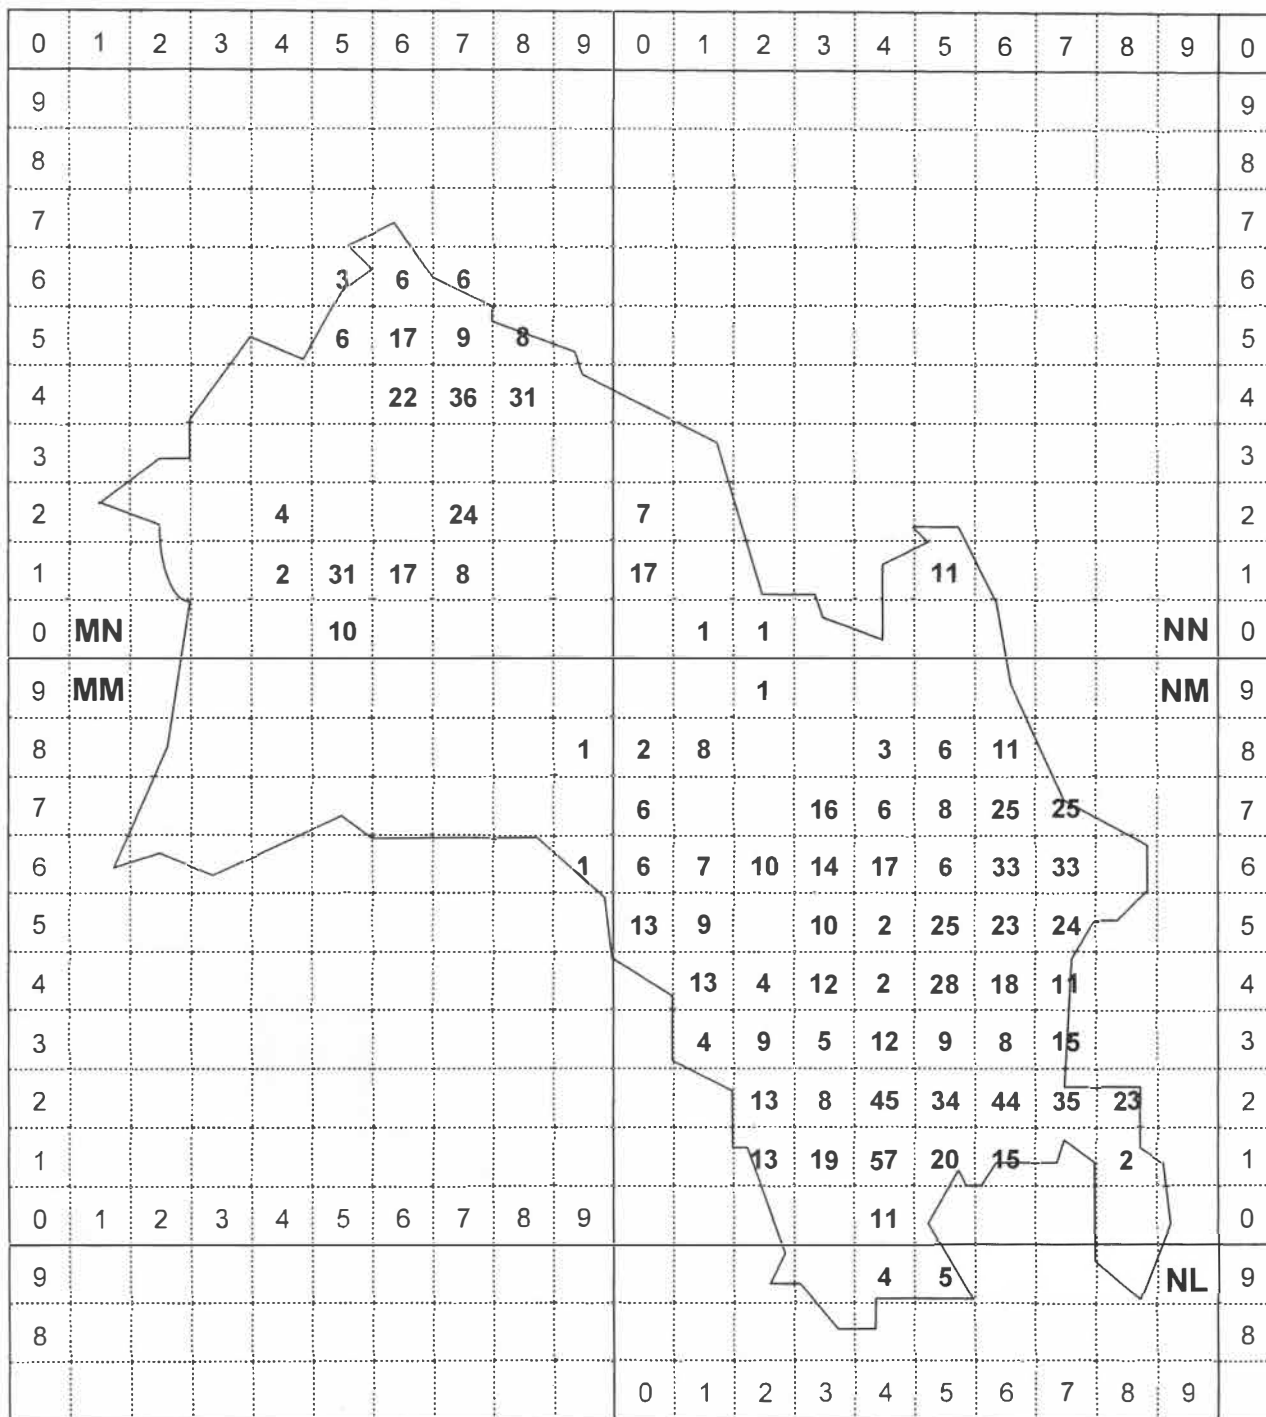 0 1 2 3 4 5 6 7 8 9 0 1 2 3 4 5 6 7 8 9 0
9 9
8 8
7 7
6 3 6 6 6
5 6 17 9 8 5
4 22 36 31 4
3 3
2 4 24 7 2
1 2 31 17 8 17 11 1
0 MN 10 1 1 NN 0
9 MM 1 NM 9
8 1 2 8 3 6 11 8
7 6 16 6 8 25 25 7
6 1 6 7 10 14 17 6 33 33 6
5 13 9 10 2 25 23 24 5
4 13 4 12 2 28 18 11 4
3 4 9 5 12 9 8 15 3
2 13 8 45 34 44 35 23 2
1 13 19 57 20 15 2 1
0 1 2 3 4 5 6 7 8 9 11 0
9 4 5 NL 9
8 8
0 1 2 3 4 5 6 7 8 9